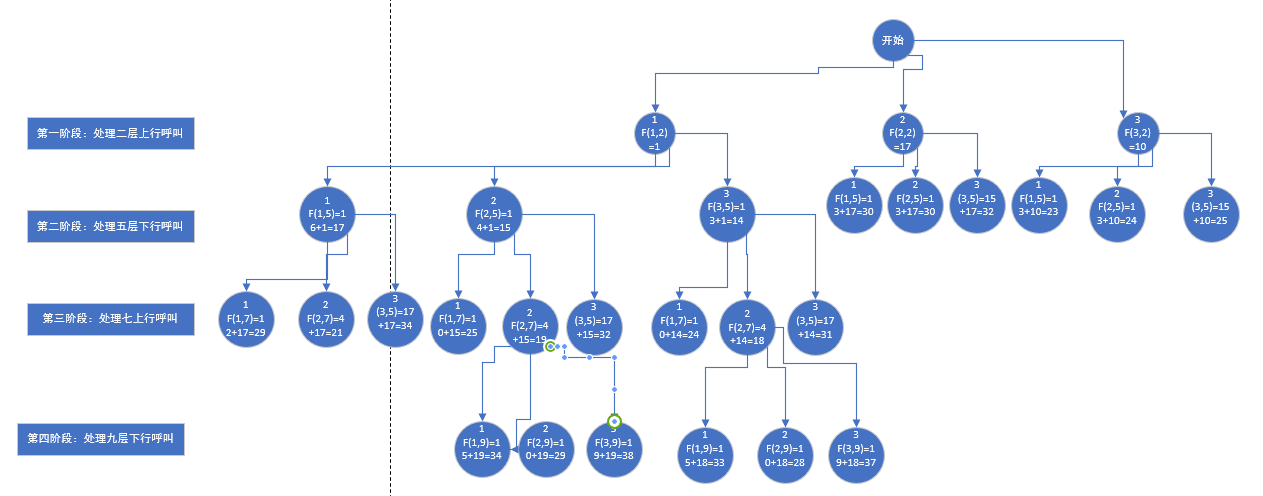 开始
第一阶段：处理二层上行呼叫
1
F(1,2)
=1
2
F(2,2)
=17
3
F(3,2)
=10
第二阶段：处理五层下行呼叫
1
F(1,5)=1
6+1=17
2
F(2,5)=1
4+1=15
3
F(3,5)=1
3+1=14
1
F(1,5)=1
3+17=30
2
F(2,5)=1
3+17=30
3
(3,5)=15
+17=32
1
F(1,5)=1
3+10=23
2
F(2,5)=1
3+10=24
3
(3,5)=15
+10=25
第三阶段：处理七上行呼叫
1
F(1,7)=1
2+17=29
2
F(2,7)=4
+17=21
3
(3,5)=17
+17=34
1
F(1,7)=1
0+15=25
2
F(2,7)=4
+15=19
3
(3,5)=17
+15=32
1
F(1,7)=1
0+14=24
2
F(2,7)=4
+14=18
3
(3,5)=17
+14=31
第四阶段：处理九层下行呼叫
1
F(1,9)=1
5+19=34
2
F(2,9)=1
0+19=29
3
F(3,9)=1
9+19=38
1
F(1,9)=1
5+18=33
2
F(2,9)=1
0+18=28
3
F(3,9)=1
9+18=37